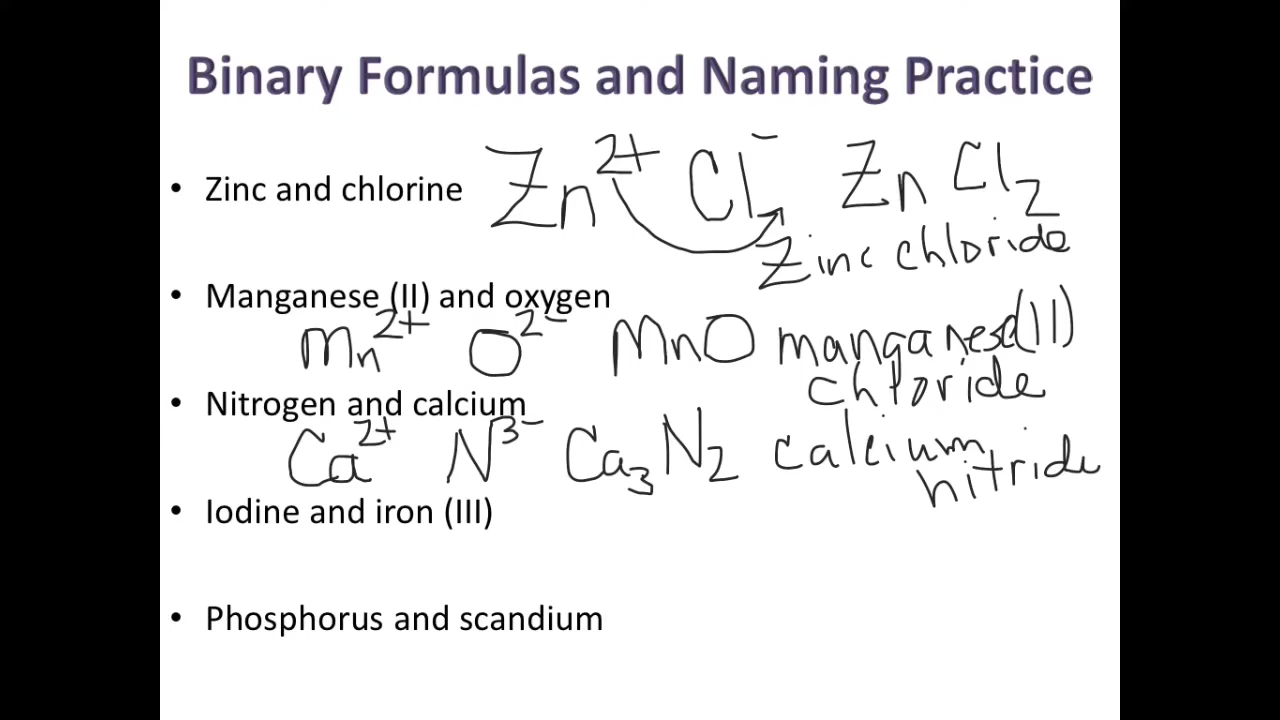 Binary Formulas and Naming Practice
• Zinc and chlorine Zn²⁺ Cl⁻ ZnCl₂
Zinc chloride
• Manganese (II) and oxygen
Mn²⁺ O²⁻ MnO manganese(II)
chloride
• Nitrogen and calcium
Ca²⁺ N³⁻ Ca₃N₂ calcium
nitride
• Iodine and iron (III)
• Phosphorus and scandium